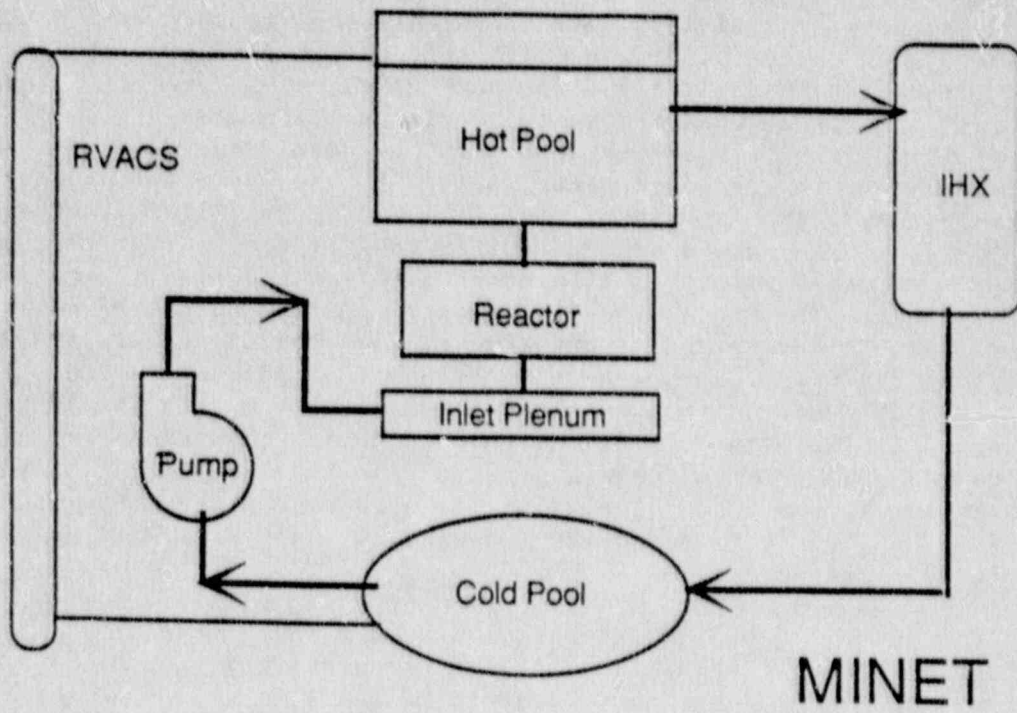 Hot Pool
RVACS
IHX
Reactor
Inlet Plenum
Pump
Cold Pool
MINET